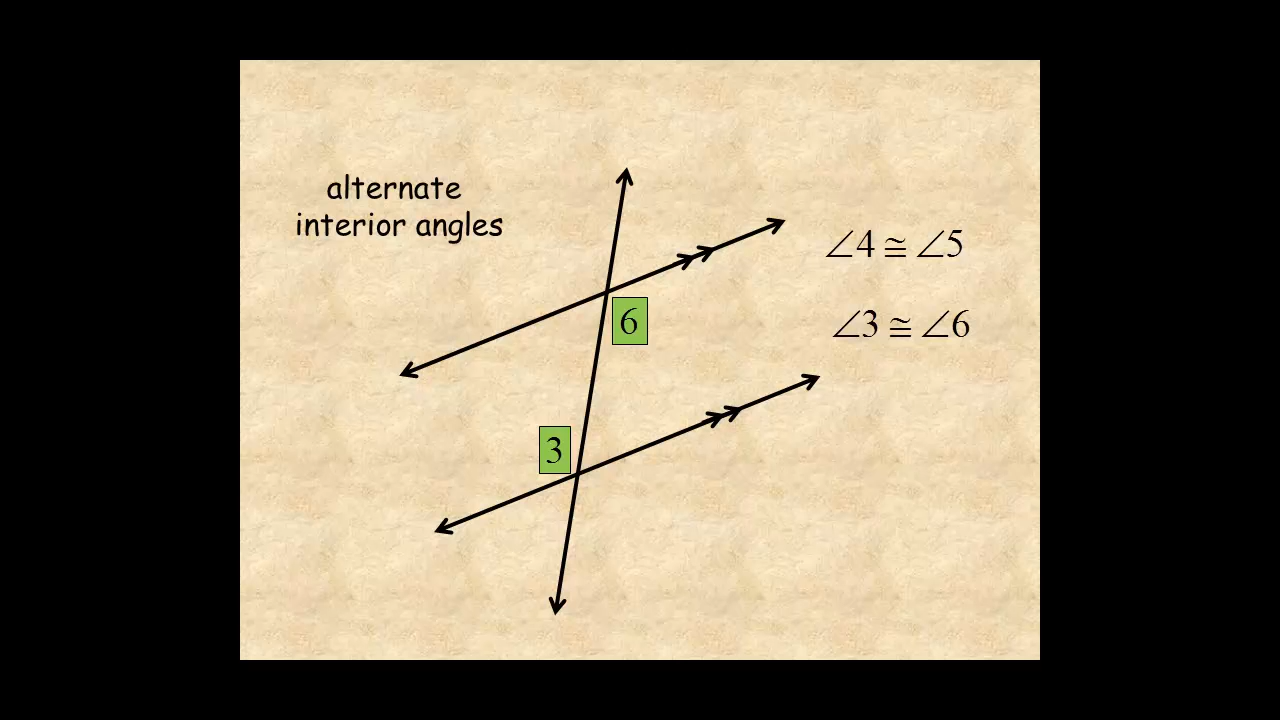 alternate
interior angles
∠4 ≅ ∠5
6
∠3 ≅ ∠6
3